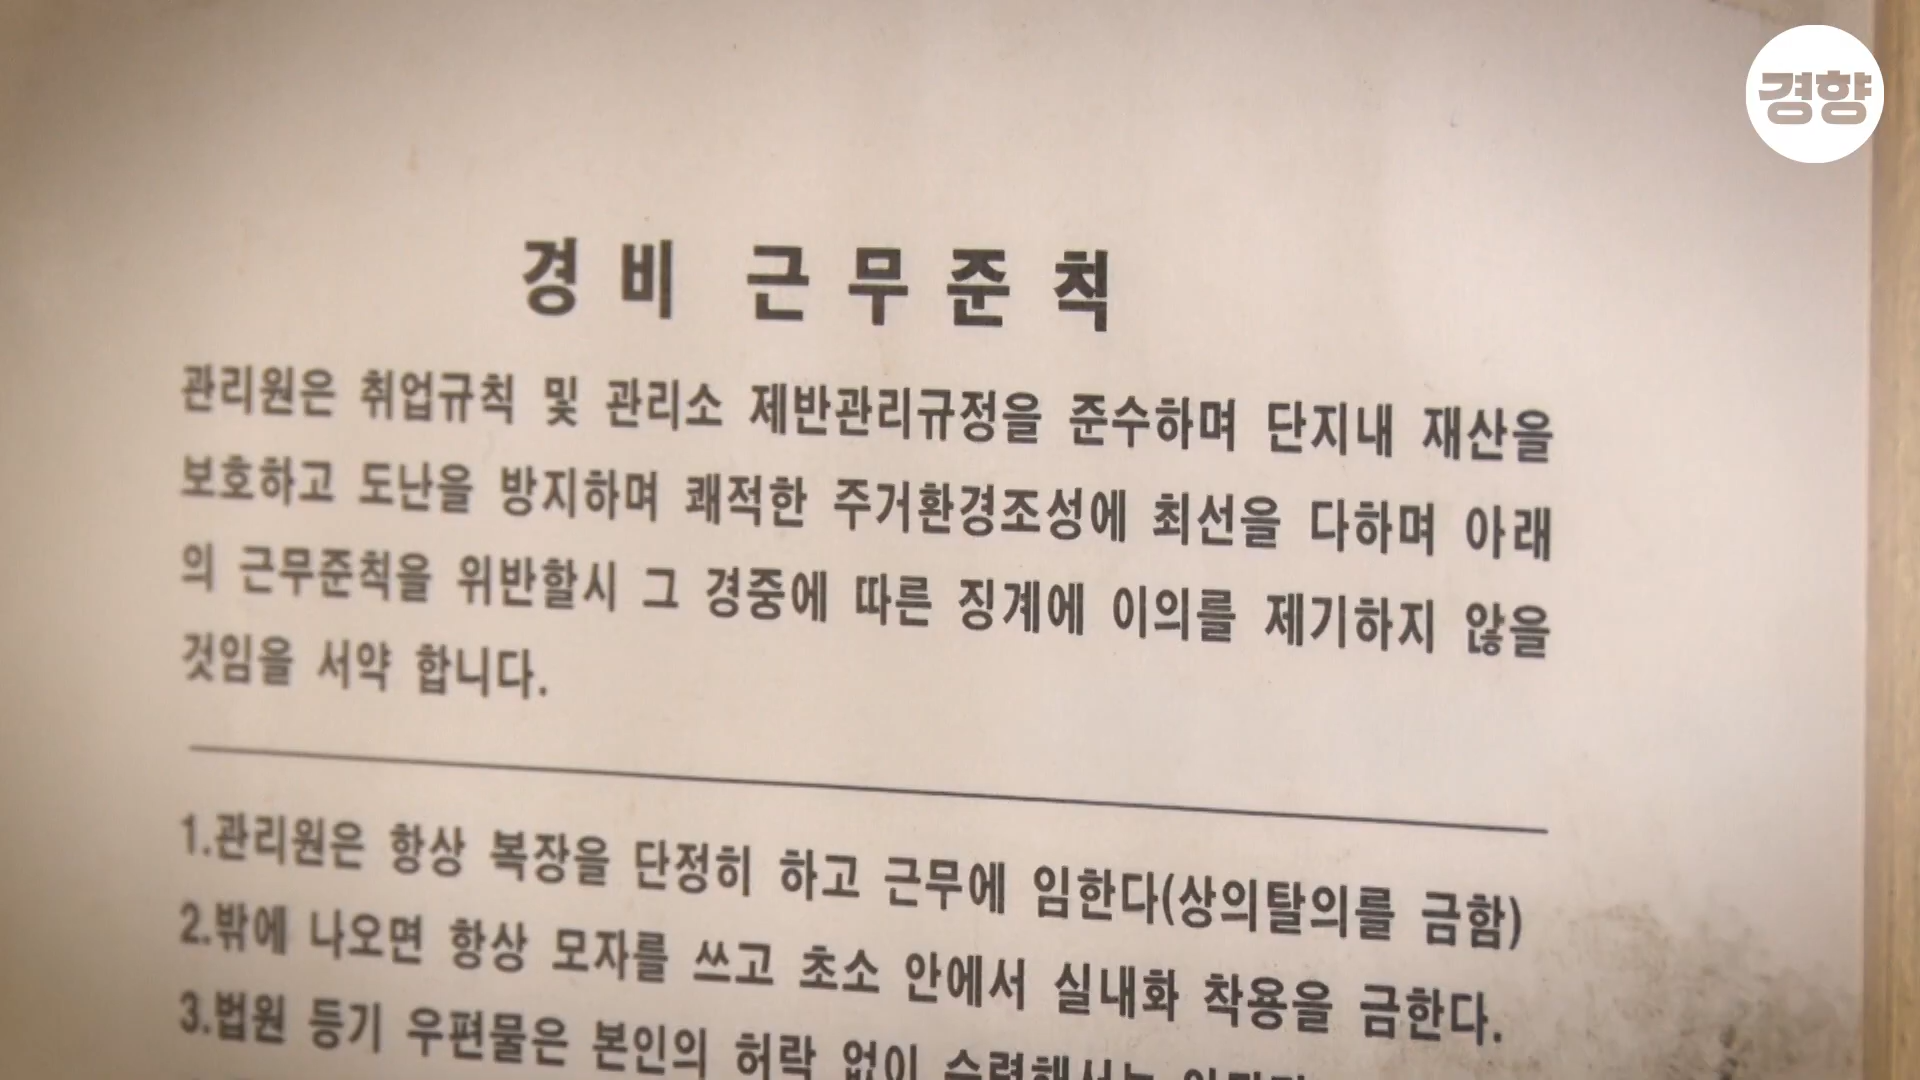 경향
경비 근무준칙
관리원은 취업규칙 및 관리소 제반관리규정을 준수하며 단지내 재산을
보호하고 도난을 방지하며 쾌적한 주거환경조성에 최선을 다하며 아래
의 근무준칙을 위반할시 그 경중에 따른 징계에 이의를 제기하지 않을
것임을 서약 합니다.
1.관리원은 항상 복장을 단정히 하고 근무에 임한다(상의탈의를 금함)
2.밖에 나오면 항상 모자를 쓰고 초소 안에서 실내화 착용을 금한다.
3.법원 등기 우편물은 본인의 허락 없이